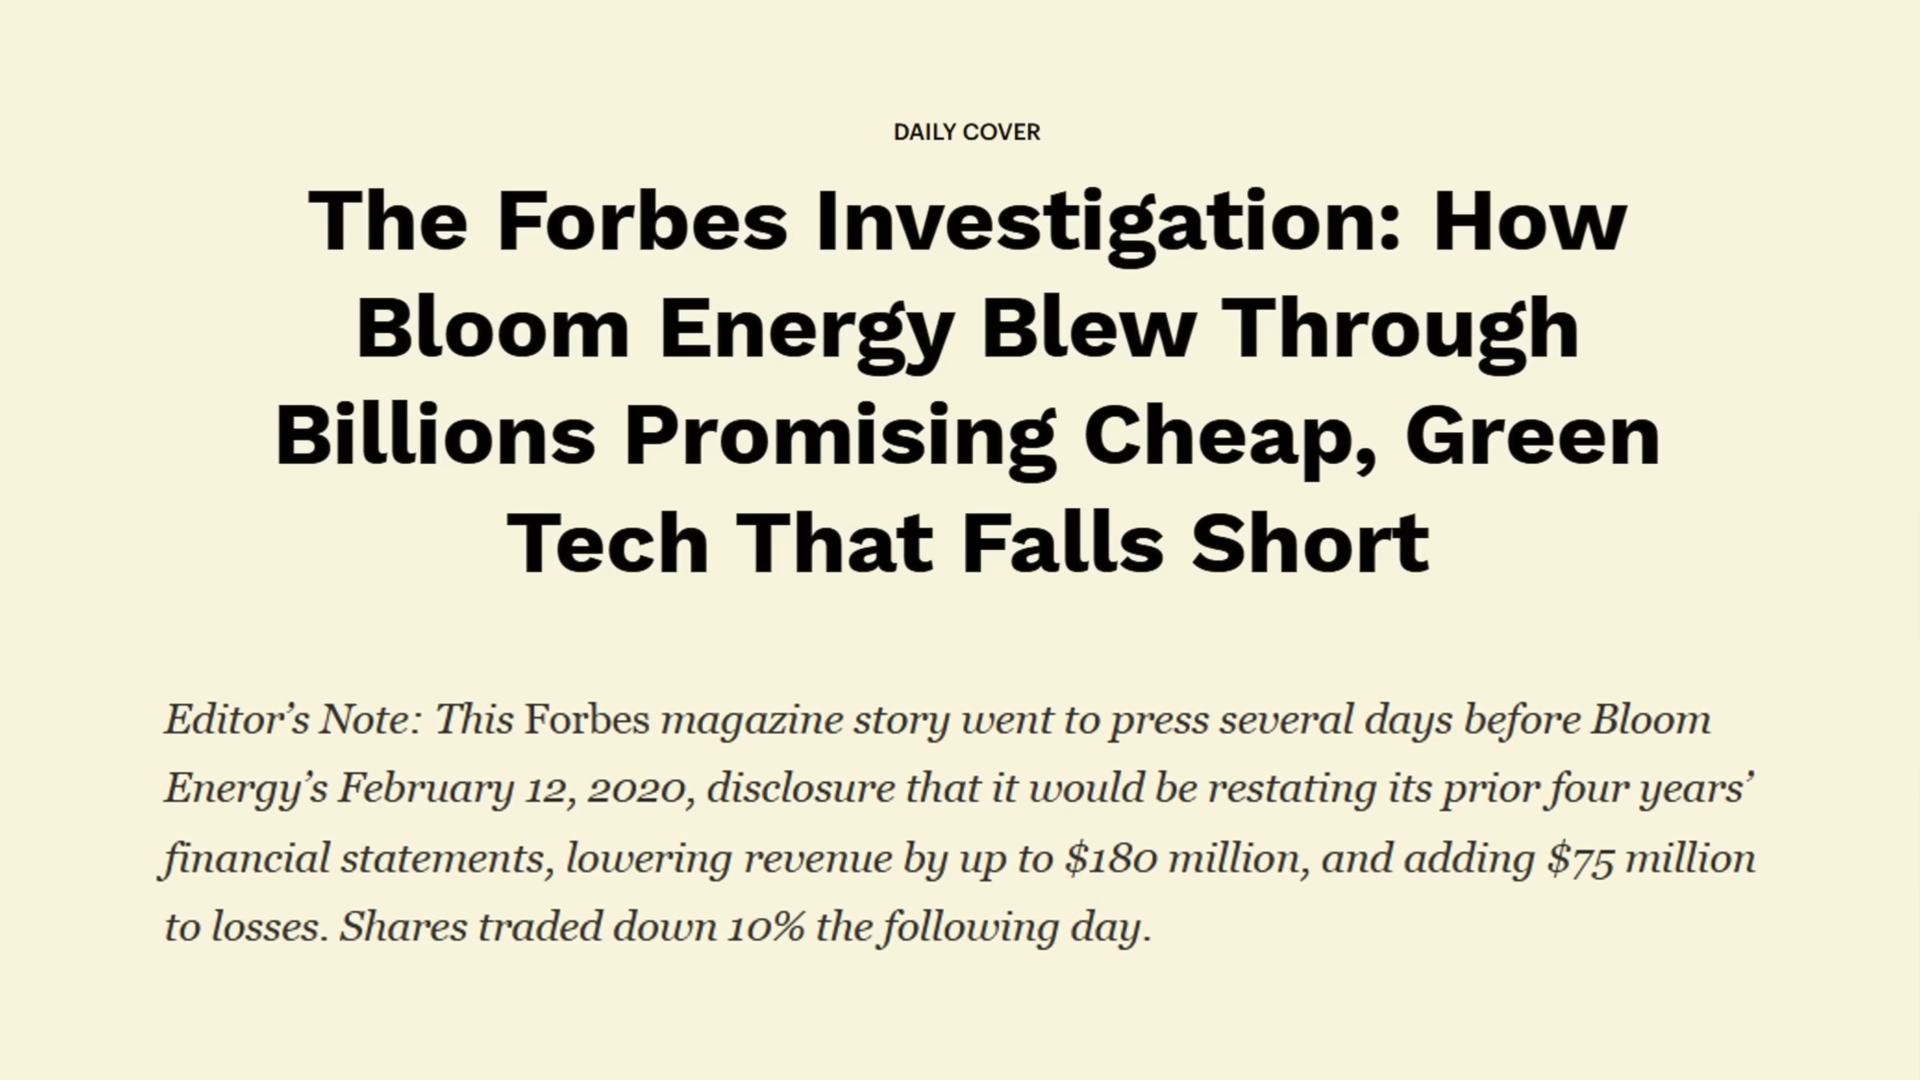 DAILY COVER
The Forbes Investigation: How
Bloom Energy Blew Through
Billions Promising Cheap, Green
Tech That Falls Short
Editor’s Note: This Forbes magazine story went to press several days before Bloom
Energy’s February 12, 2020, disclosure that it would be restating its prior four years’
financial statements, lowering revenue by up to $180 million, and adding $75 million
to losses. Shares traded down 10% the following day.